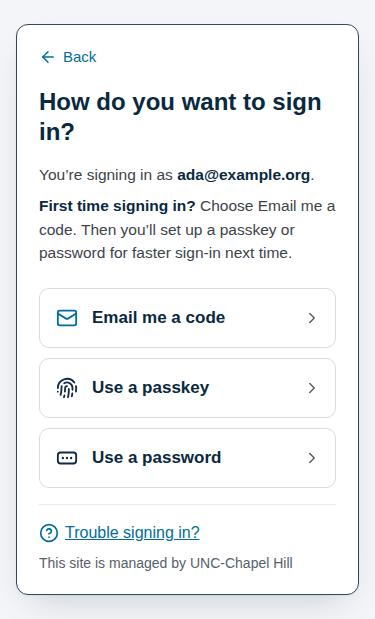 Back
How do you want to sign
in?
You’re signing in as ada@example.org.
First time signing in? Choose Email me a
code. Then you’ll set up a passkey or
password for faster sign-in next time.
Email me a code
Use a passkey
Use a password
Trouble signing in?
This site is managed by UNC-Chapel Hill